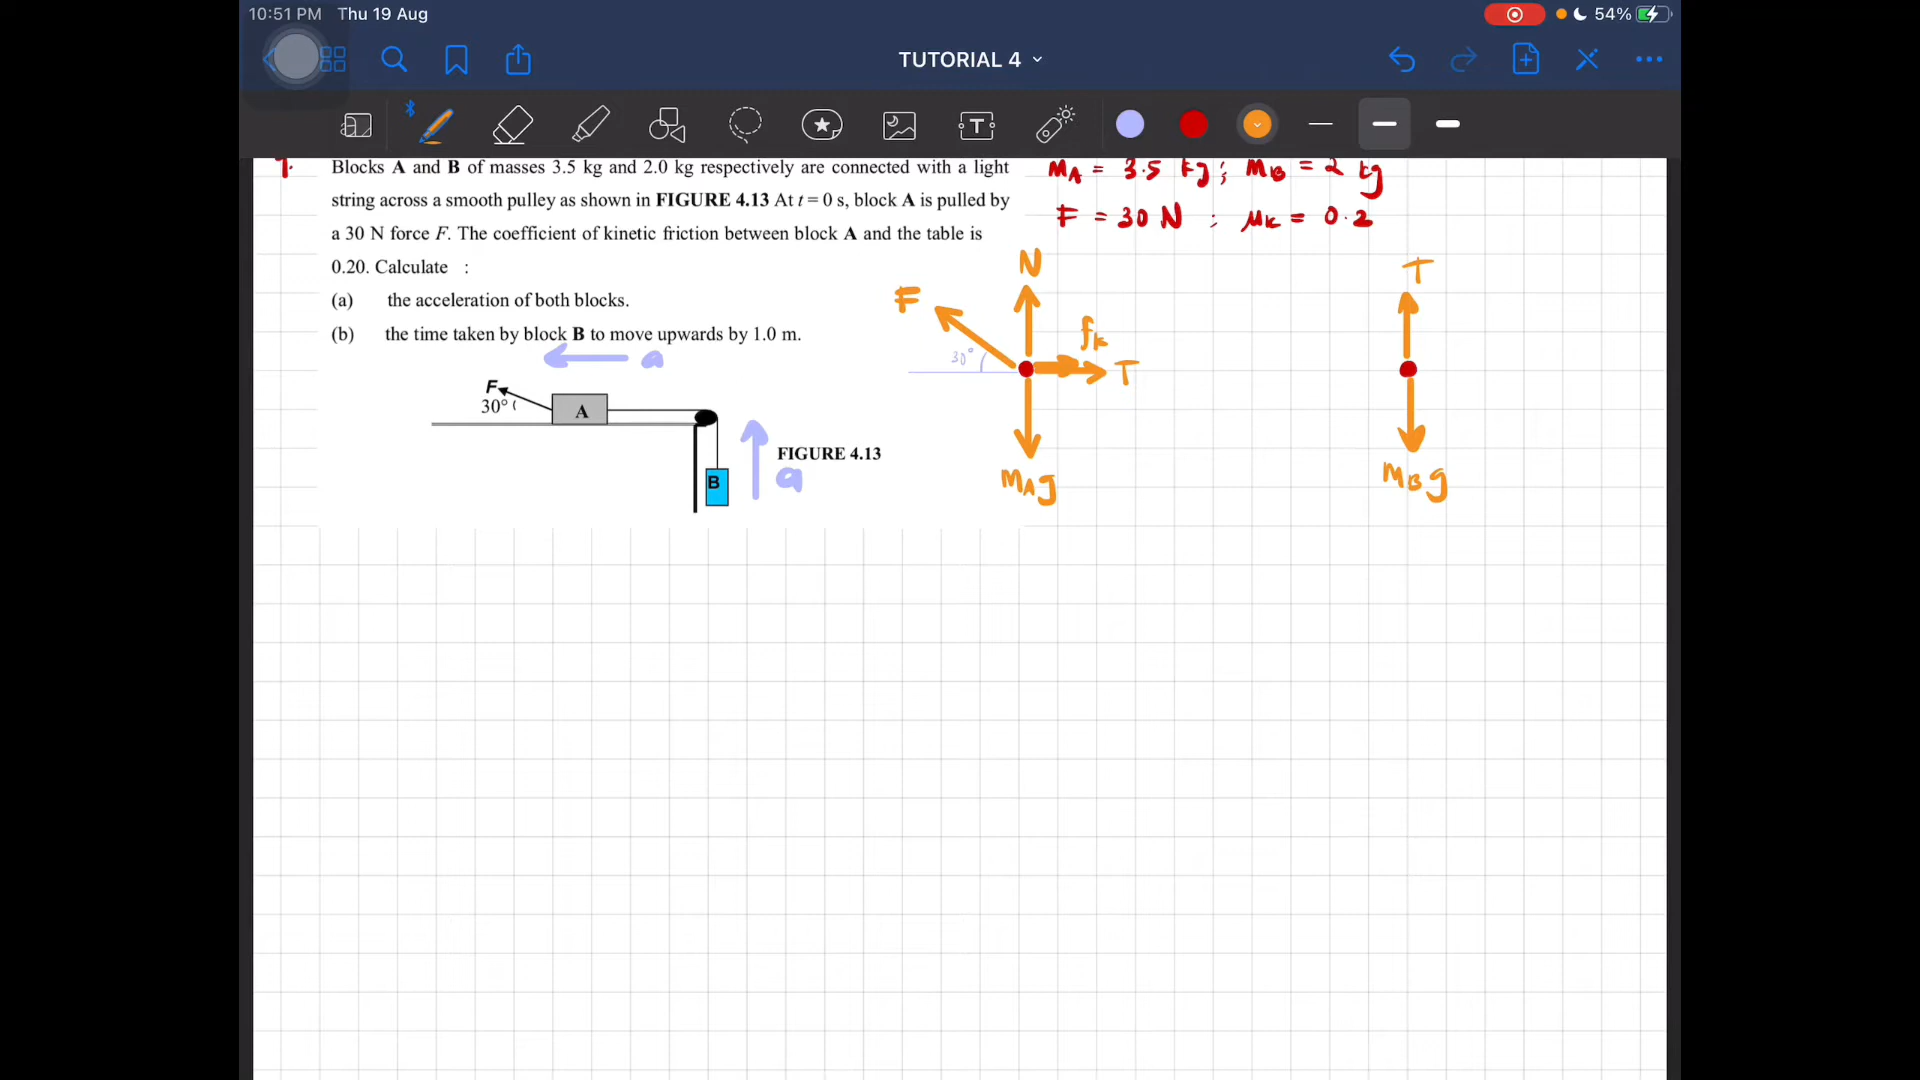 10:51 PM Thu 19 Aug
54%
TUTORIAL 4
T
9.
Blocks A and B of masses 3.5 kg and 2.0 kg respectively are connected with a light
string across a smooth pulley as shown in FIGURE 4.13 At t = 0 s, block A is pulled by
a 30 N force F. The coefficient of kinetic friction between block A and the table is
0.20. Calculate :
(a) the acceleration of both blocks.
(b) the time taken by block B to move upwards by 1.0 m.
a
F
30°
A
B
a
FIGURE 4.13
MA = 3.5 kg; MB = 2 kg
F = 30 N ; μk = 0.2
N
F
fk
30°
T
MAg
T
MBg